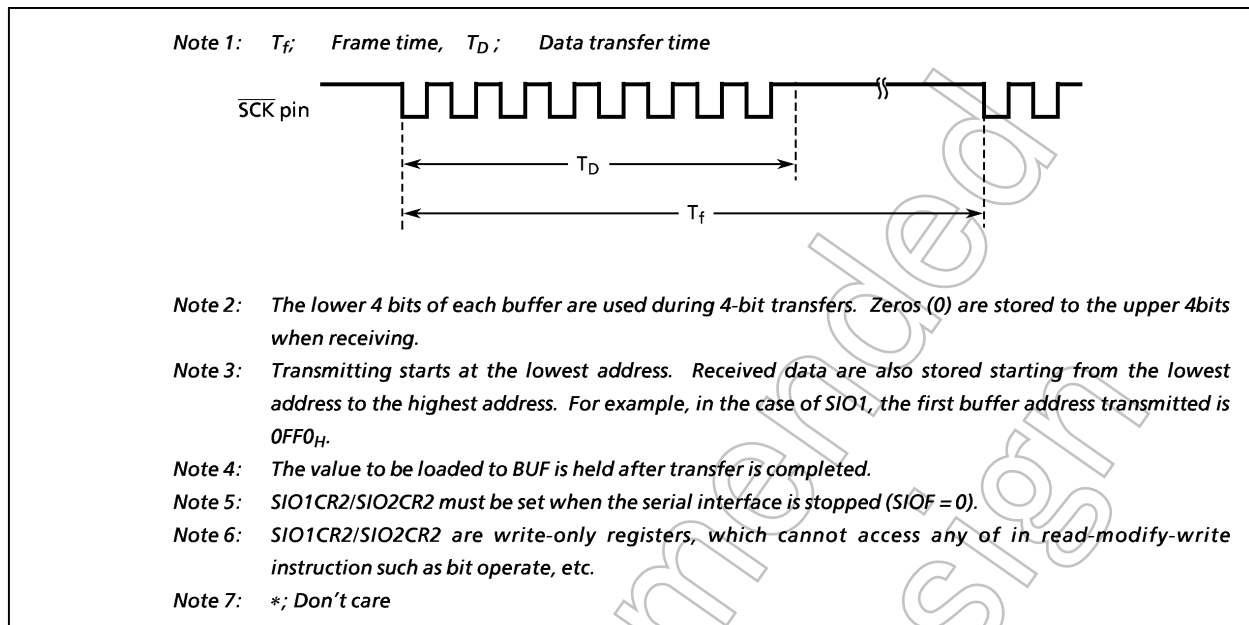 Note 1: Tf; Frame time, TD ; Data transfer time
SCK pin
TD
Tf
Note 2: The lower 4 bits of each buffer are used during 4-bit transfers. Zeros (0) are stored to the upper 4bits
when receiving.
Note 3: Transmitting starts at the lowest address. Received data are also stored starting from the lowest
address to the highest address. For example, in the case of SIO1, the first buffer address transmitted is
0FF0H.
Note 4: The value to be loaded to BUF is held after transfer is completed.
Note 5: SIO1CR2/SIO2CR2 must be set when the serial interface is stopped (SIOF = 0).
Note 6: SIO1CR2/SIO2CR2 are write-only registers, which cannot access any of in read-modify-write
instruction such as bit operate, etc.
Note 7: *; Don't care
mended
sign